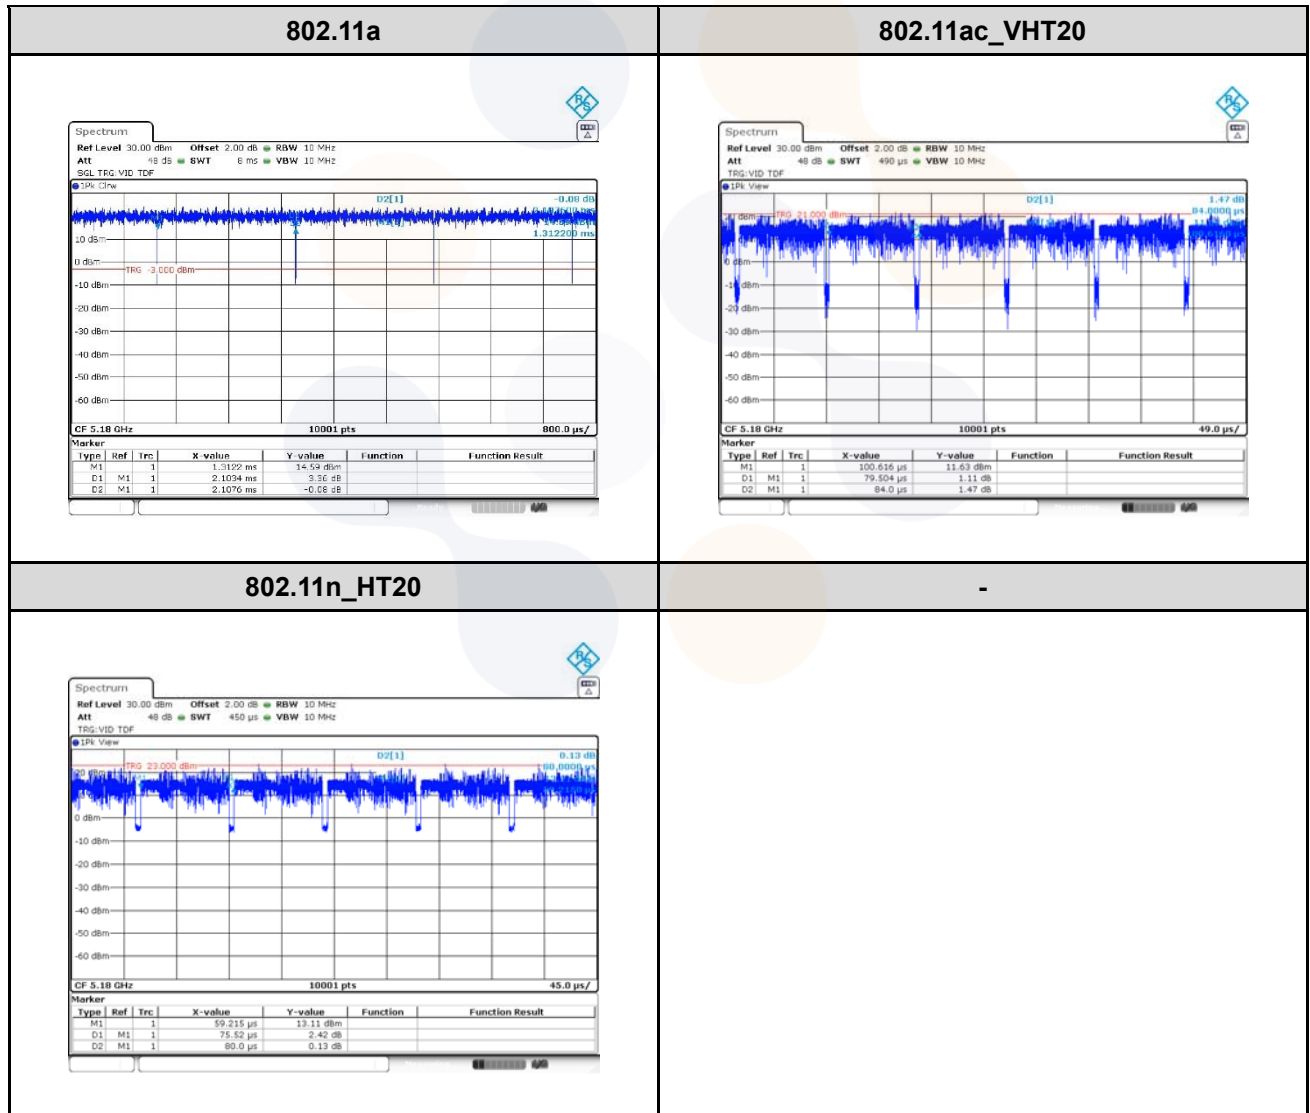 802.11a
802.11ac_VHT20
Spectrum
Ref Level 30.00 dBm Offset 2.00 dB RBW 10 MHz
Att 48 dB SWT 8 ms VBW 10 MHz
SGL TRG: VID TDF
1Pk Clrw
D2[1] -0.08 dB
1.312200 ms
10 dBm
0 dBm
TRG -3.000 dBm
-10 dBm
-20 dBm
-30 dBm
-40 dBm
-50 dBm
-60 dBm
CF 5.18 GHz 10001 pts 800.0 µs/
Marker
Type Ref Trc X-value Y-value Function Function Result
M1 1 1.3122 ms 14.59 dBm
D1 M1 1 2.1034 ms 3.36 dB
D2 M1 1 2.1076 ms -0.08 dB
Spectrum
Ref Level 30.00 dBm Offset 2.00 dB RBW 10 MHz
Att 48 dB SWT 490 µs VBW 10 MHz
TRG: VID TDF
1Pk View
D2[1] 1.47 dB
84.0000 µs
TRG 21.000 dBm
0 dBm
-10 dBm
-20 dBm
-30 dBm
-40 dBm
-50 dBm
-60 dBm
CF 5.18 GHz 10001 pts 49.0 µs/
Marker
Type Ref Trc X-value Y-value Function Function Result
M1 1 100.616 µs 11.63 dBm
D1 M1 1 79.504 µs 1.11 dB
D2 M1 1 84.0 µs 1.47 dB
802.11n_HT20
-
Spectrum
Ref Level 30.00 dBm Offset 2.00 dB RBW 10 MHz
Att 48 dB SWT 450 µs VBW 10 MHz
TRG: VID TDF
1Pk View
D2[1] 0.13 dB
80.0000 µs
TRG 23.000 dBm
20 dBm
0 dBm
-10 dBm
-20 dBm
-30 dBm
-40 dBm
-50 dBm
-60 dBm
CF 5.18 GHz 10001 pts 45.0 µs/
Marker
Type Ref Trc X-value Y-value Function Function Result
M1 1 59.215 µs 13.11 dBm
D1 M1 1 75.52 µs 2.42 dB
D2 M1 1 80.0 µs 0.13 dB